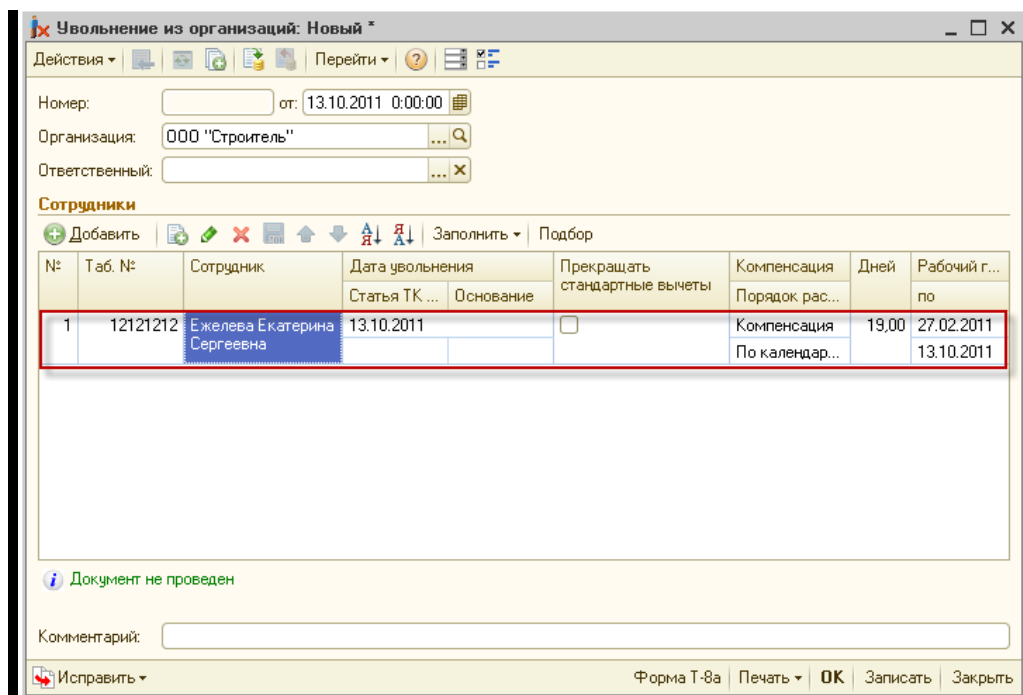 Увольнение из организаций: Новый *
Действия Перейти
Номер: от: 13.10.2011 0:00:00
Организация: ООО "Строитель" ...
Ответственный: ...
Сотрудники
Добавить Заполнить Подбор
№ Таб. № Сотрудник Дата увольнения Прекращать стандартные вычеты Компенсация Дней Рабочий г...
Статья ТК ... Основание Порядок рас... по
1 12121212 Ежелева Екатерина 13.10.2011 Компенсация 19,00 27.02.2011
Сергеевна По календар... 13.10.2011
Документ не проведен
Комментарий:
Исправить Форма Т-8а Печать OK Записать Закрыть